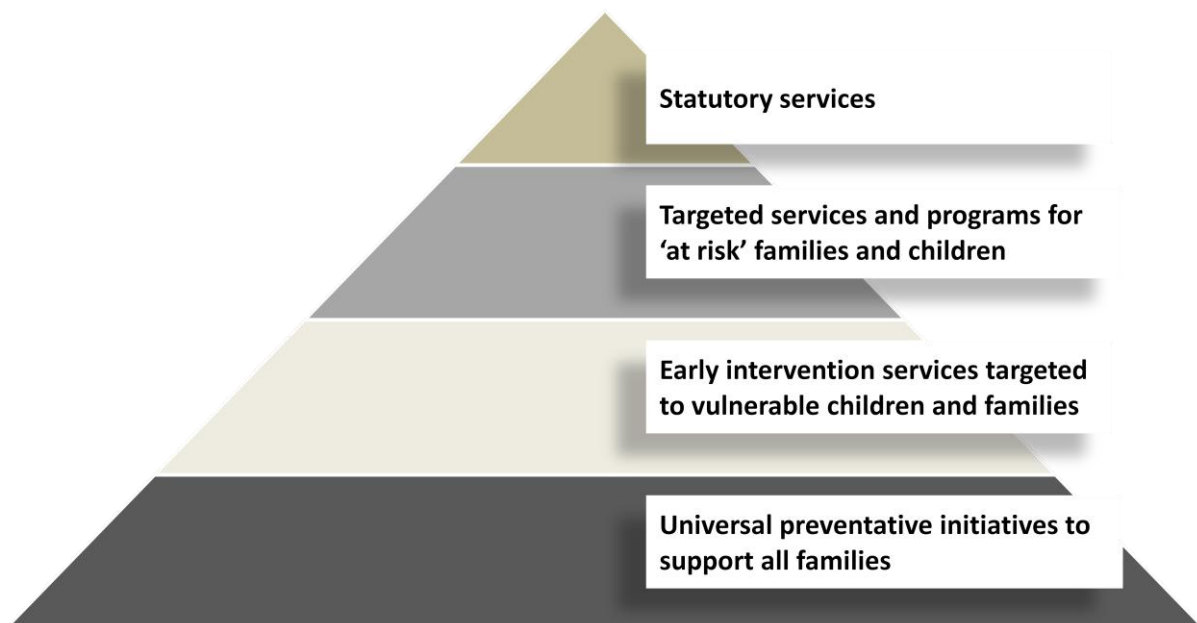 Statutory services
Targeted services and programs for
‘at risk’ families and children
Early intervention services targeted
to vulnerable children and families
Universal preventative initiatives to
support all families